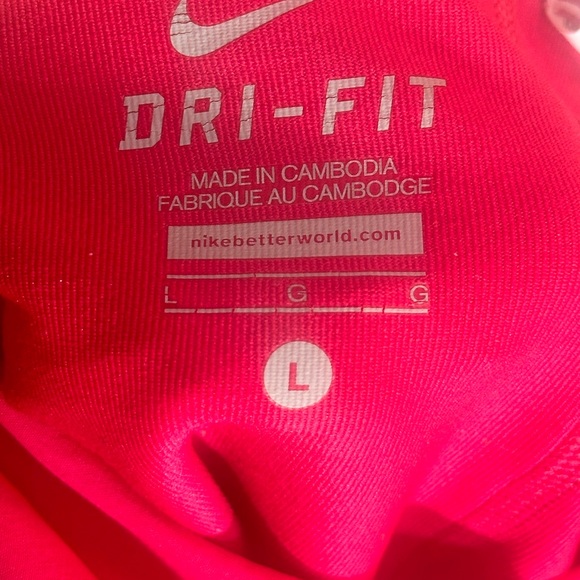 DRI-FIT
MADE IN CAMBODIA
FABRIQUE AU CAMBODGE
nikebetterworld.com
L G G
L